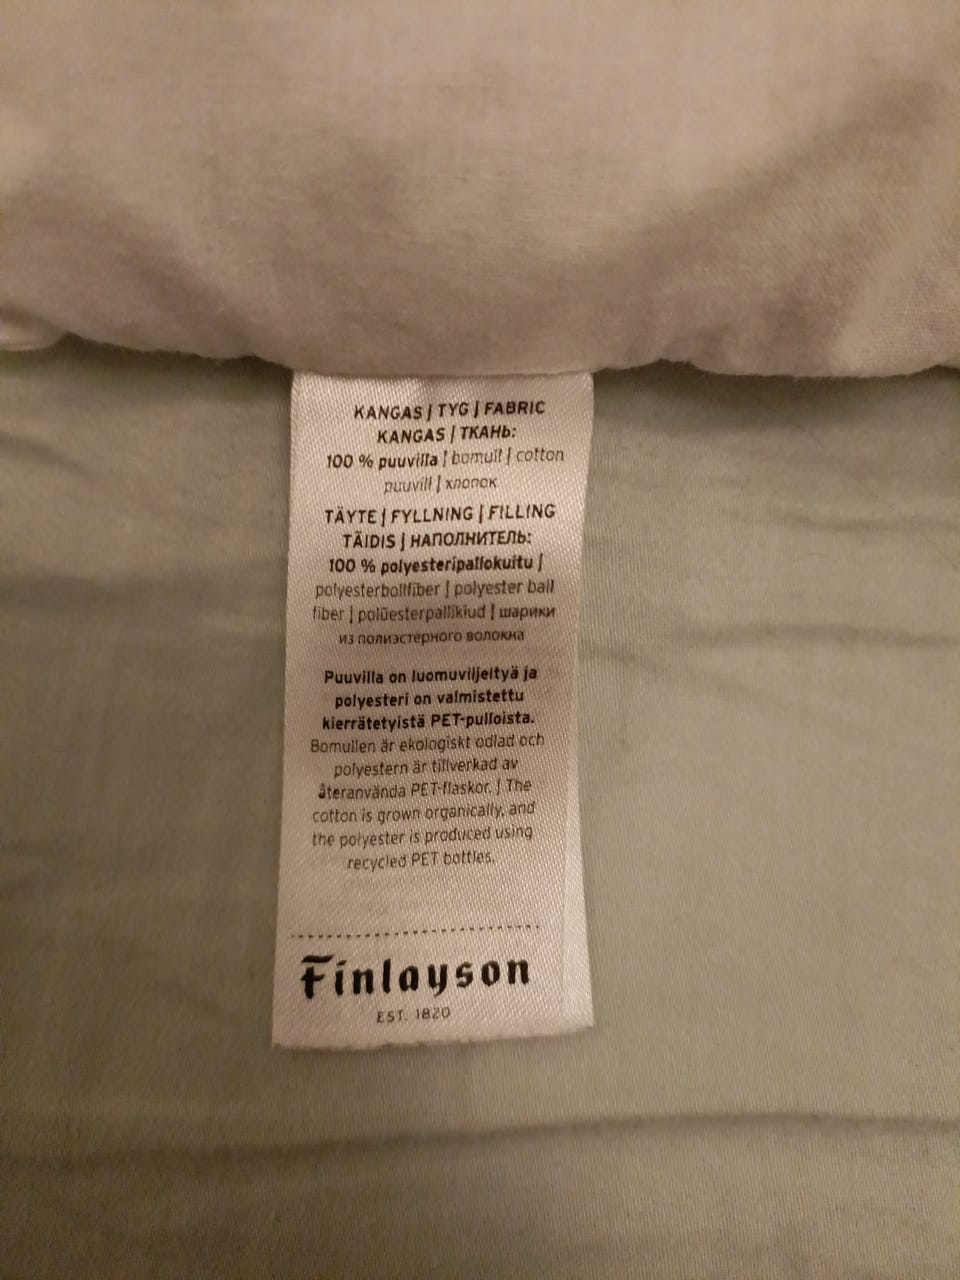 KANGAS | TYG | FABRIC
KANGAS | ТКАНЬ:
100 % puuvilla | bomull | cotton
puuvill | хлопок
TÄYTE | FYLLNING | FILLING
TÄIDIS | НАПОЛНИТЕЛЬ:
100 % polyesteripallokuitu |
polyesterbollfiber | polyester ball
fiber | polüesterpallikiud | шарики
из полиэстерного волокна
Puuvilla on luomuviljeltyä ja
polyesteri on valmistettu
kierrätetyistä PET-pulloista.
Bomullen är ekologiskt odlad och
polyestern är tillverkad av
återanvända PET-flaskor. | The
cotton is grown organically, and
the polyester is produced using
recycled PET bottles.
Finlayson
EST. 1820